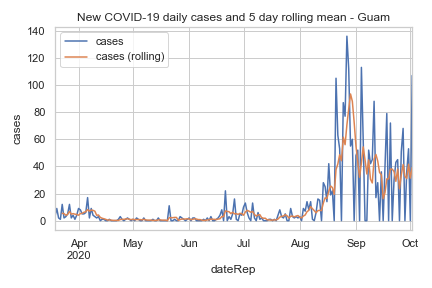 New COVID-19 daily cases and 5 day rolling mean - Guam
cases
cases (rolling)
140
120
100
80
60
40
20
0
cases
Apr
2020
May
Jun
Jul
Aug
Sep
Oct
dateRep